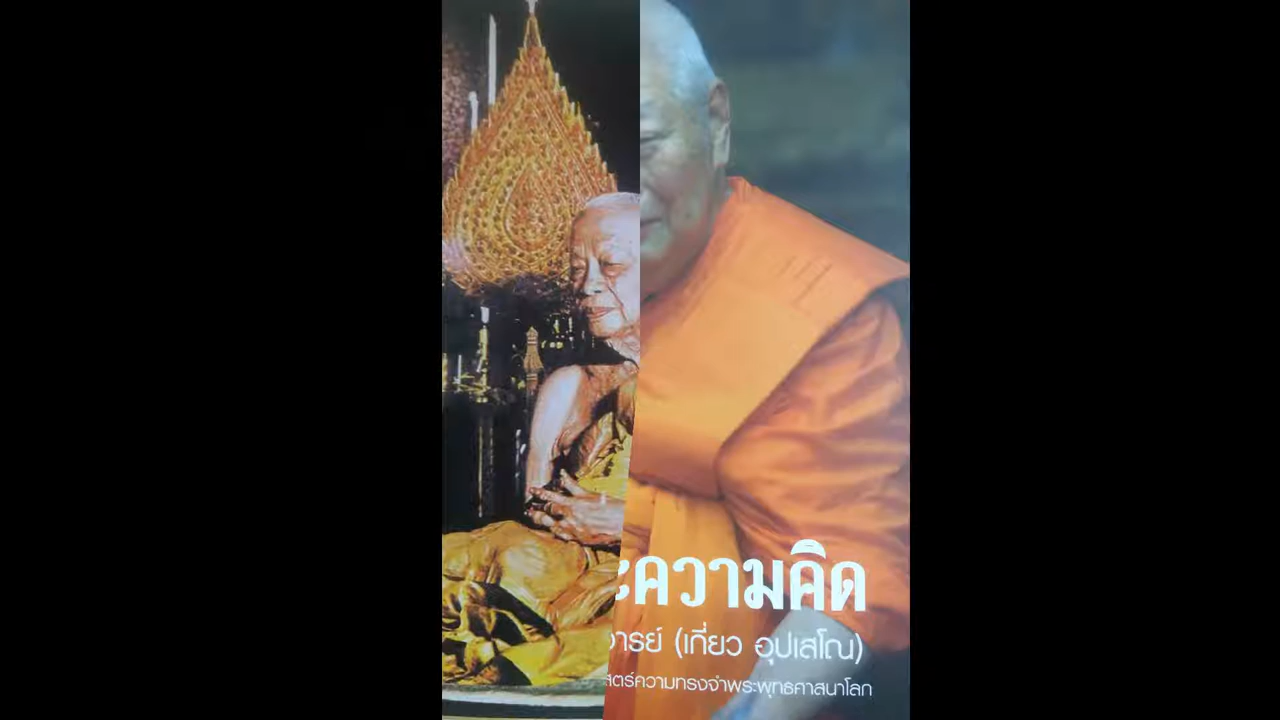 ะความคิด
จารย์ (เกี่ยว อุปเสโณ)
สตร์ความทรงจำพระพุทธศาสนาโลก